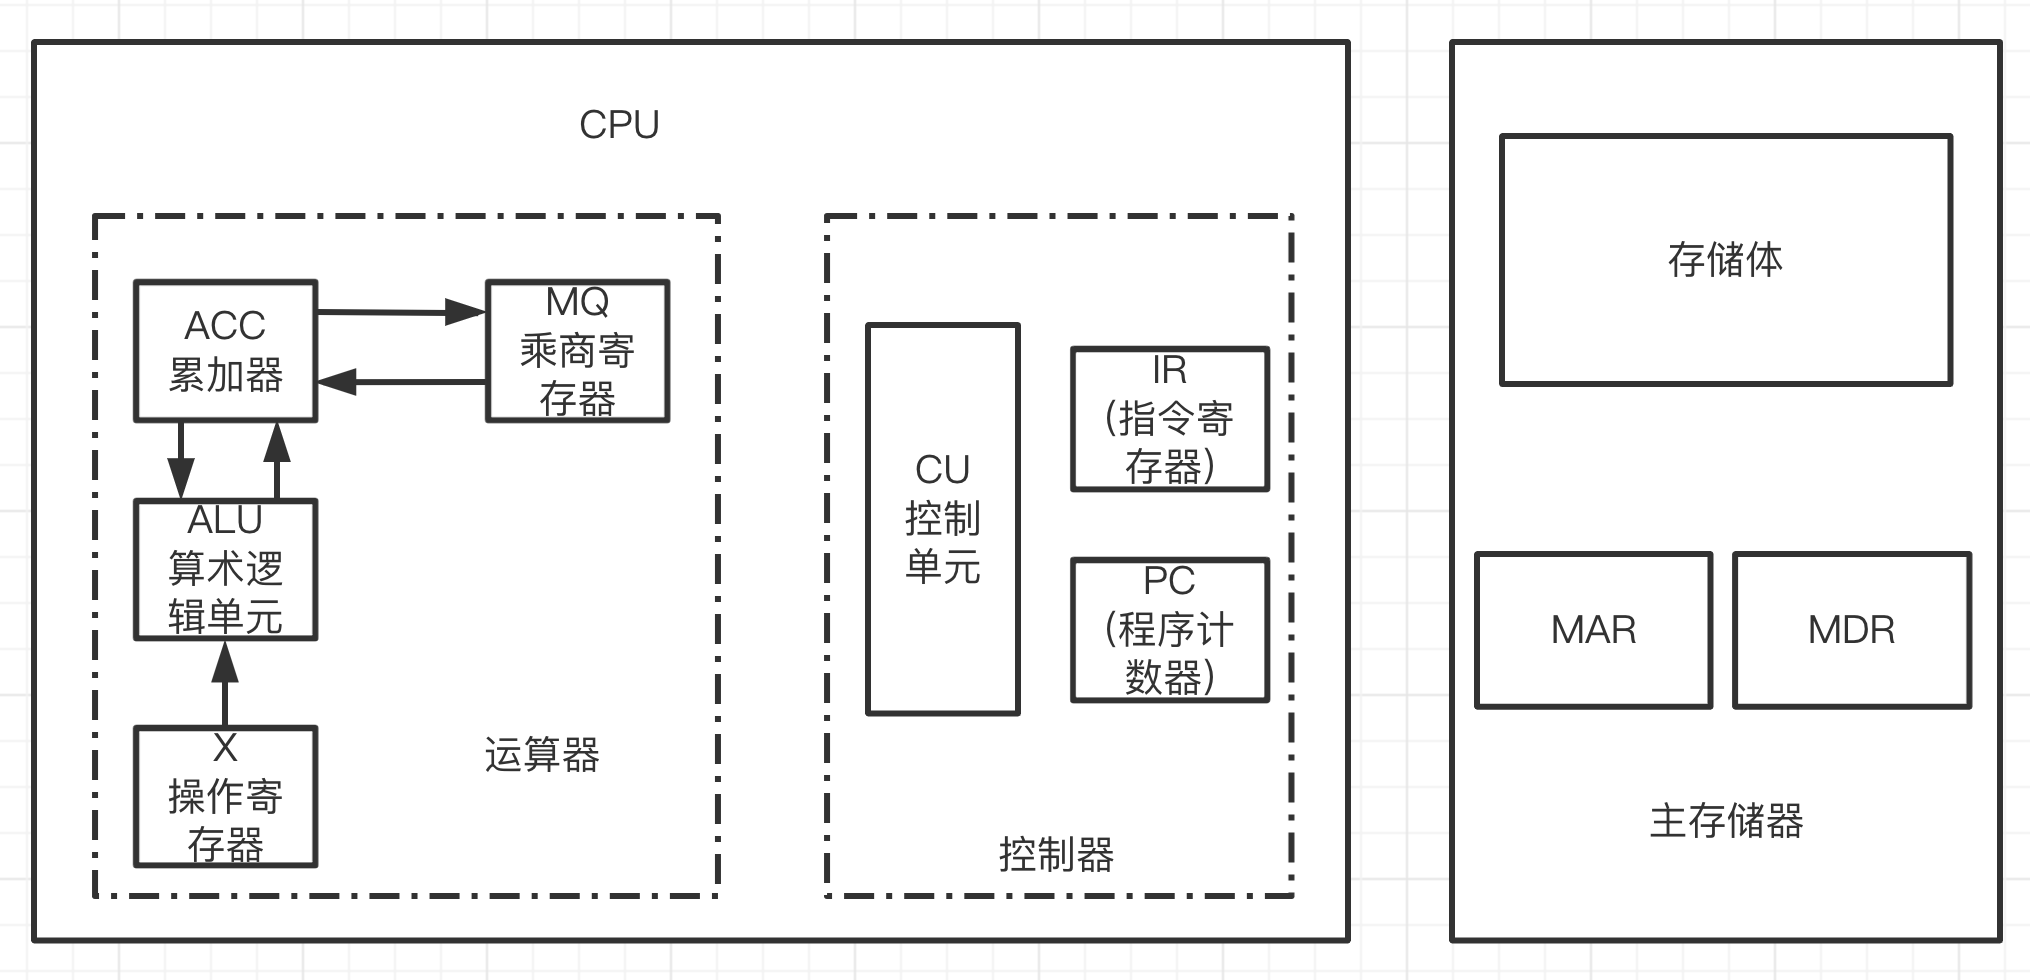 CPU
ACC
累加器
MQ
乘商寄
存器
ALU
算术逻
辑单元
X
操作寄
存器
运算器
CU
控制
单元
IR
(指令寄
存器)
PC
(程序计
数器)
控制器
存储体
MAR
MDR
主存储器